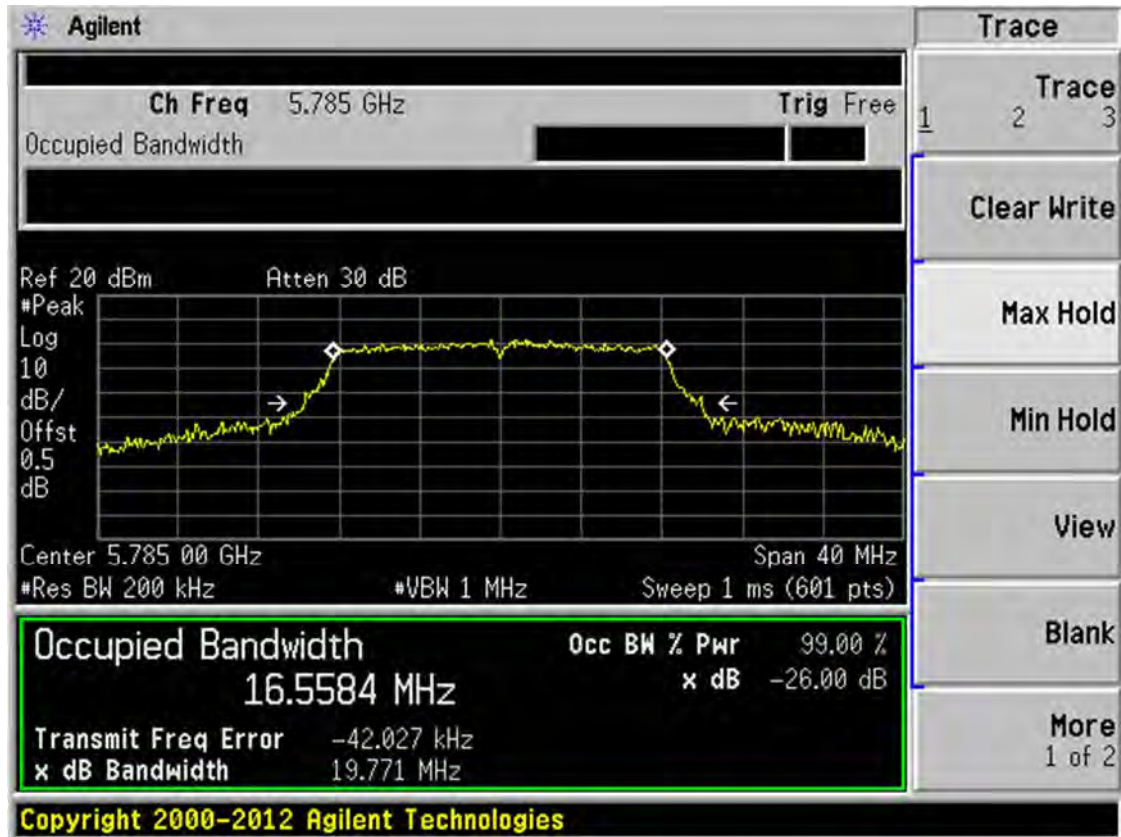 Agilent
Trace
Ch Freq 5.785 GHz Trig Free
Occupied Bandwidth
Trace
1 2 3
Clear Write
Max Hold
Min Hold
View
Blank
More
1 of 2
Ref 20 dBm Atten 30 dB
#Peak
Log
10
dB/
Offst
0.5
dB
Center 5.785 00 GHz Span 40 MHz
#Res BW 200 kHz #VBW 1 MHz Sweep 1 ms (601 pts)
Occupied Bandwidth
16.5584 MHz
Occ BW % Pwr 99.00 %
x dB -26.00 dB
Transmit Freq Error -42.027 kHz
x dB Bandwidth 19.771 MHz
Copyright 2000-2012 Agilent Technologies